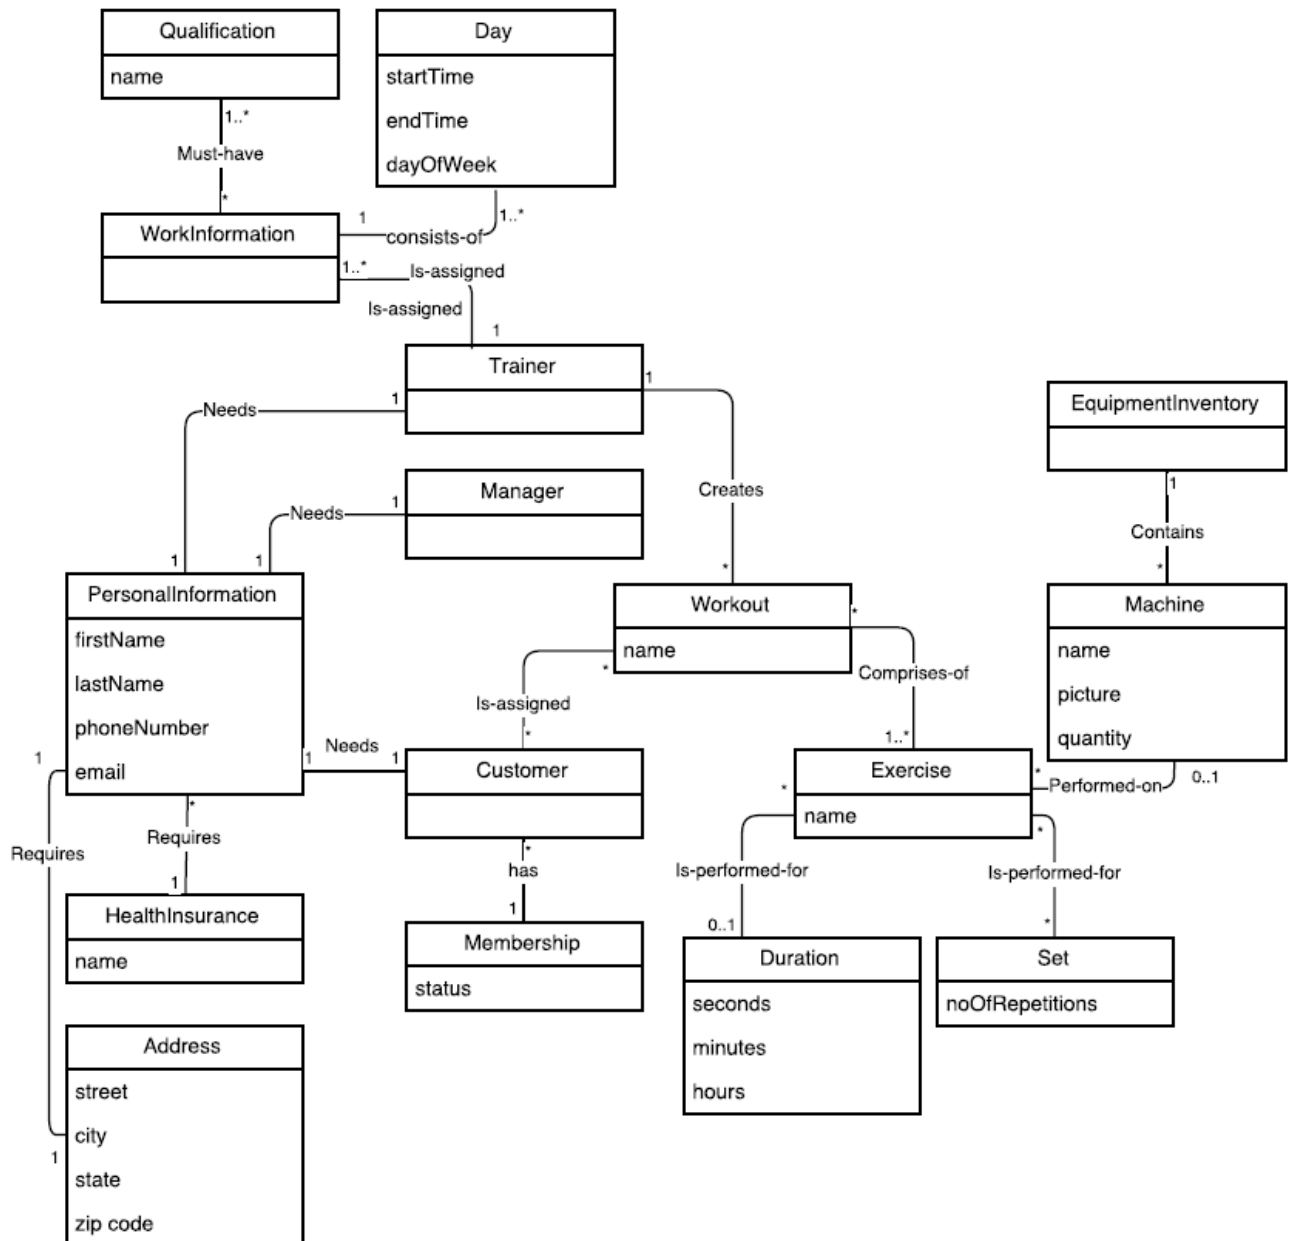 Qualification
name
1..*
Must-have
*
Day
startTime
endTime
dayOfWeek
1..*
WorkInformation
1
consists-of
1..*
Is-assigned
Is-assigned
1
Trainer
1
1
Needs
Manager
1
Needs
1
1
Creates
*
EquipmentInventory
1
Contains
*
PersonalInformation
firstName
lastName
phoneNumber
email
Workout
name
*
*
Is-assigned
*
Comprises-of
1..*
Machine
name
picture
quantity
0..1
1
Needs
1
Customer
1
Requires
1
*
Requires
1
*
has
1
Exercise
name
*
Performed-on
*
Is-performed-for
0..1
*
Is-performed-for
*
HealthInsurance
name
Membership
status
Duration
seconds
minutes
hours
Set
noOfRepetitions
Address
street
city
state
zip code